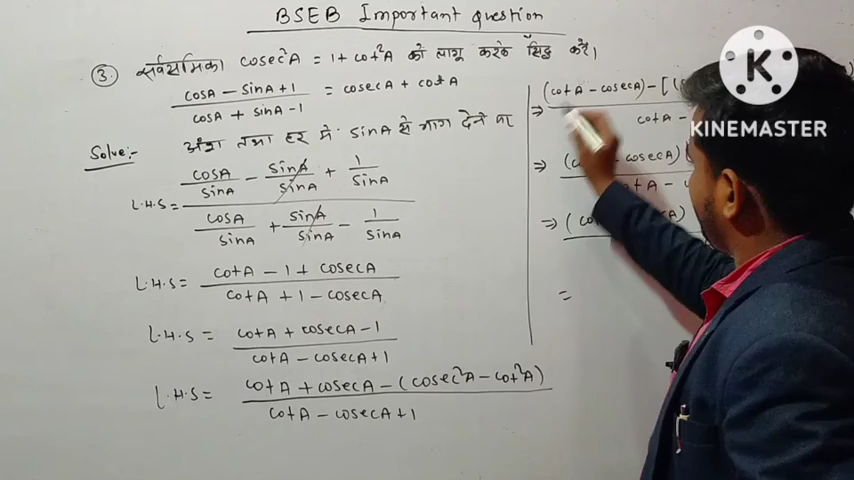 BSEB Important question
③ सर्वसमिका cosec²A = 1 + cot²A को लागू करके सिद्ध करें।
(cosA - sinA + 1) / (cosA + sinA - 1) = cosecA + cotA
Solve:- अंश तथा हर में sinA से भाग देने पर
L.H.S = (cosA/sinA - sinA/sinA + 1/sinA) / (cosA/sinA + sinA/sinA - 1/sinA)
L.H.S = (cotA - 1 + cosecA) / (cotA + 1 - cosecA)
L.H.S = (cotA + cosecA - 1) / (cotA - cosecA + 1)
L.H.S = (cotA + cosecA - (cosec²A - cot²A)) / (cotA - cosecA + 1)
⇒ (cotA - cosecA) - [( / cotA -
⇒ ( cosecA) / cotA -
⇒ (
=
K
KINEMASTER